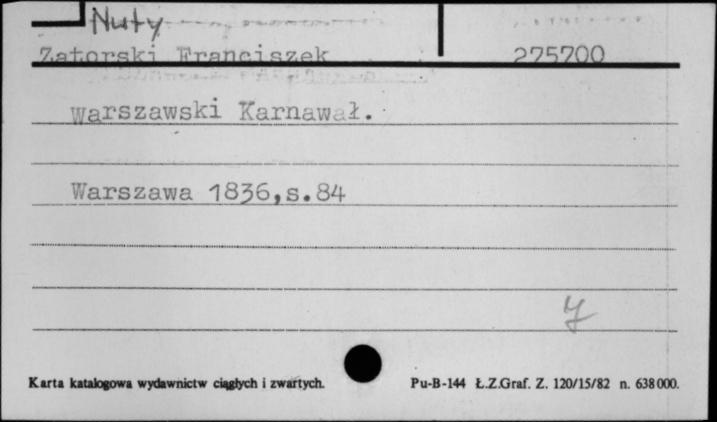 Nuty
Zatorski Franciszek 275700
Warszawski Karnawał.
Warszawa 1836,s.84
Karta katalogowa wydawnictw ciągłych i zwartych. Pu-B-144 Ł.Z.Graf. Z. 120/15/82 n. 638000.